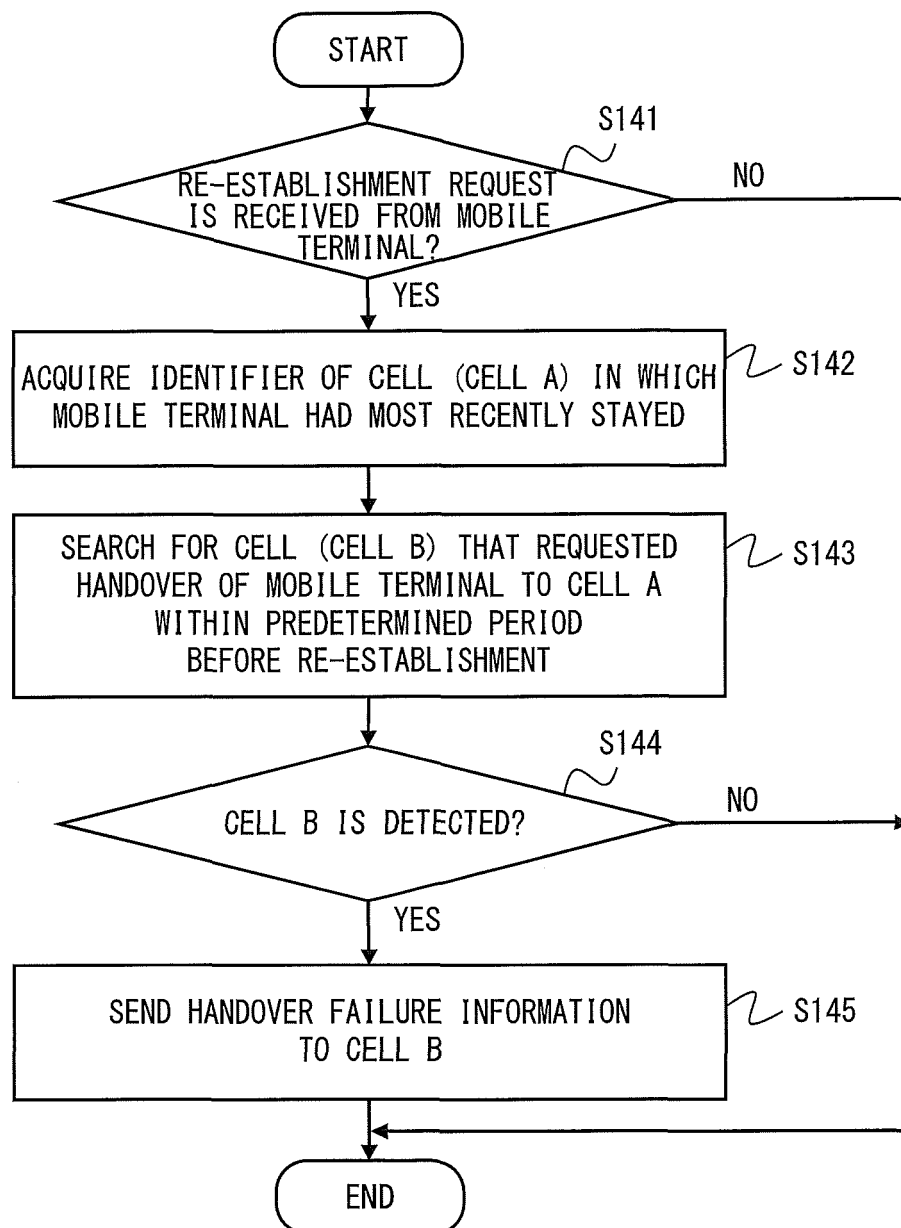 START
S141
RE-ESTABLISHMENT REQUEST
IS RECEIVED FROM MOBILE
TERMINAL?
NO
YES
ACQUIRE IDENTIFIER OF CELL (CELL A) IN WHICH
MOBILE TERMINAL HAD MOST RECENTLY STAYED
S142
SEARCH FOR CELL (CELL B) THAT REQUESTED
HANDOVER OF MOBILE TERMINAL TO CELL A
WITHIN PREDETERMINED PERIOD
BEFORE RE-ESTABLISHMENT
S143
S144
CELL B IS DETECTED?
NO
YES
SEND HANDOVER FAILURE INFORMATION
TO CELL B
S145
END